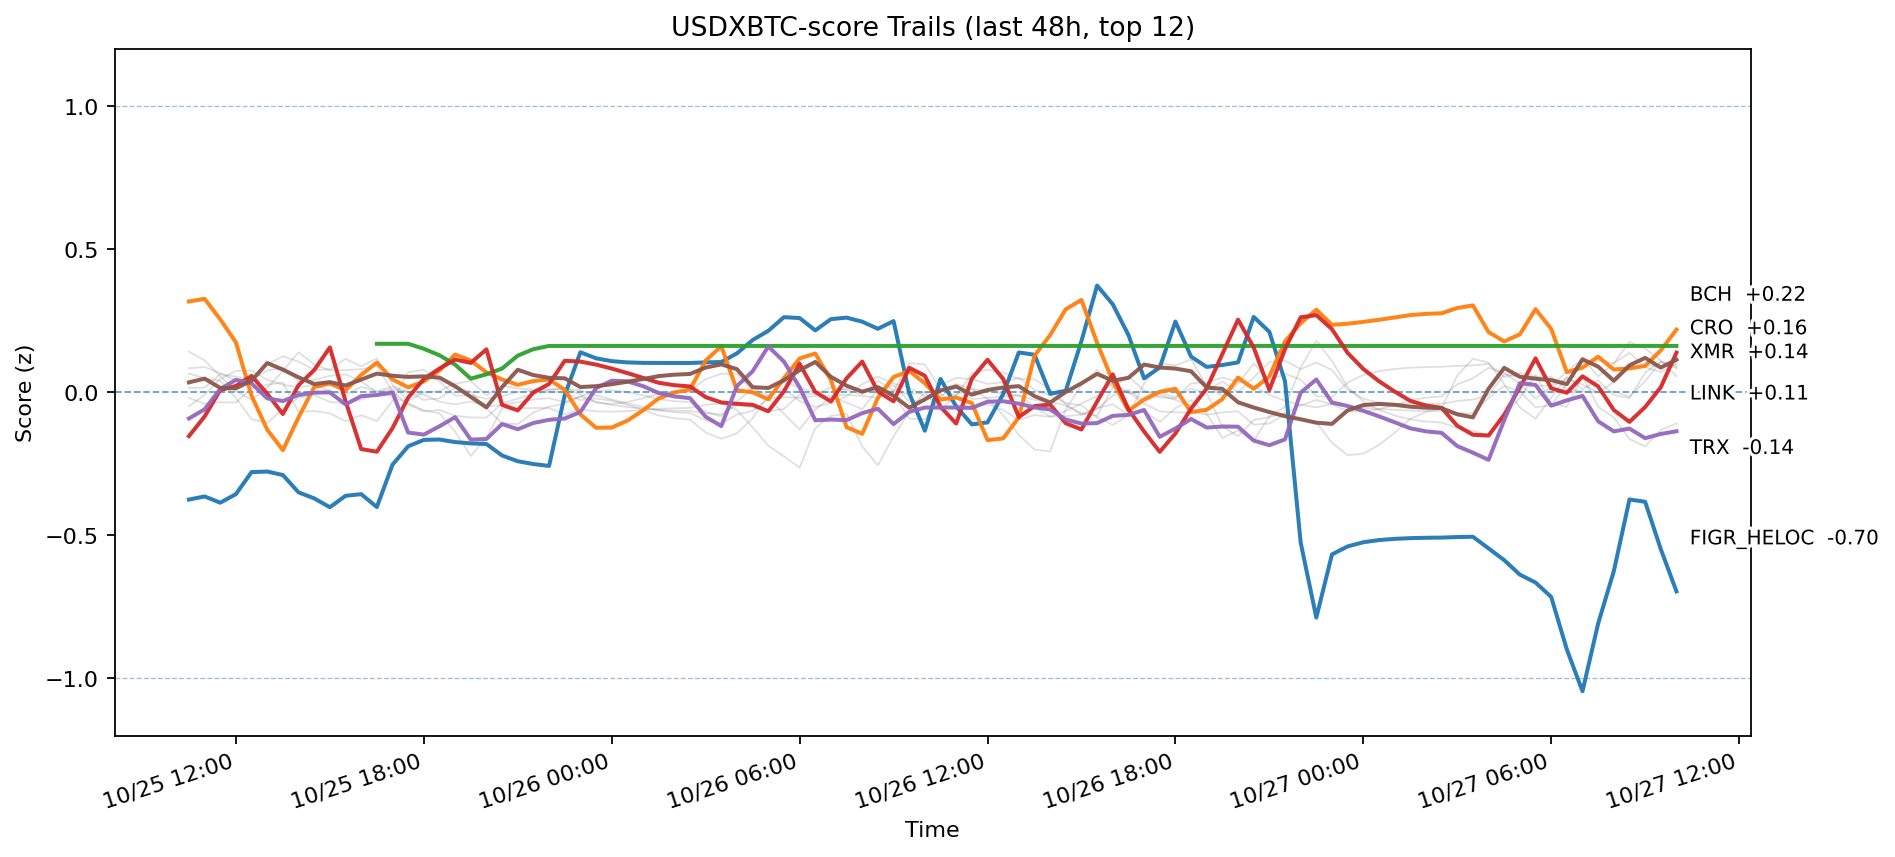 USDXBTC-score Trails (last 48h, top 12)
Score (z)
1.0
0.5
0.0
−0.5
−1.0
BCH +0.22
CRO +0.16
XMR +0.14
LINK +0.11
TRX -0.14
FIGR_HELOC -0.70
10/25 12:00
10/25 18:00
10/26 00:00
10/26 06:00
10/26 12:00
10/26 18:00
10/27 00:00
10/27 06:00
10/27 12:00
Time